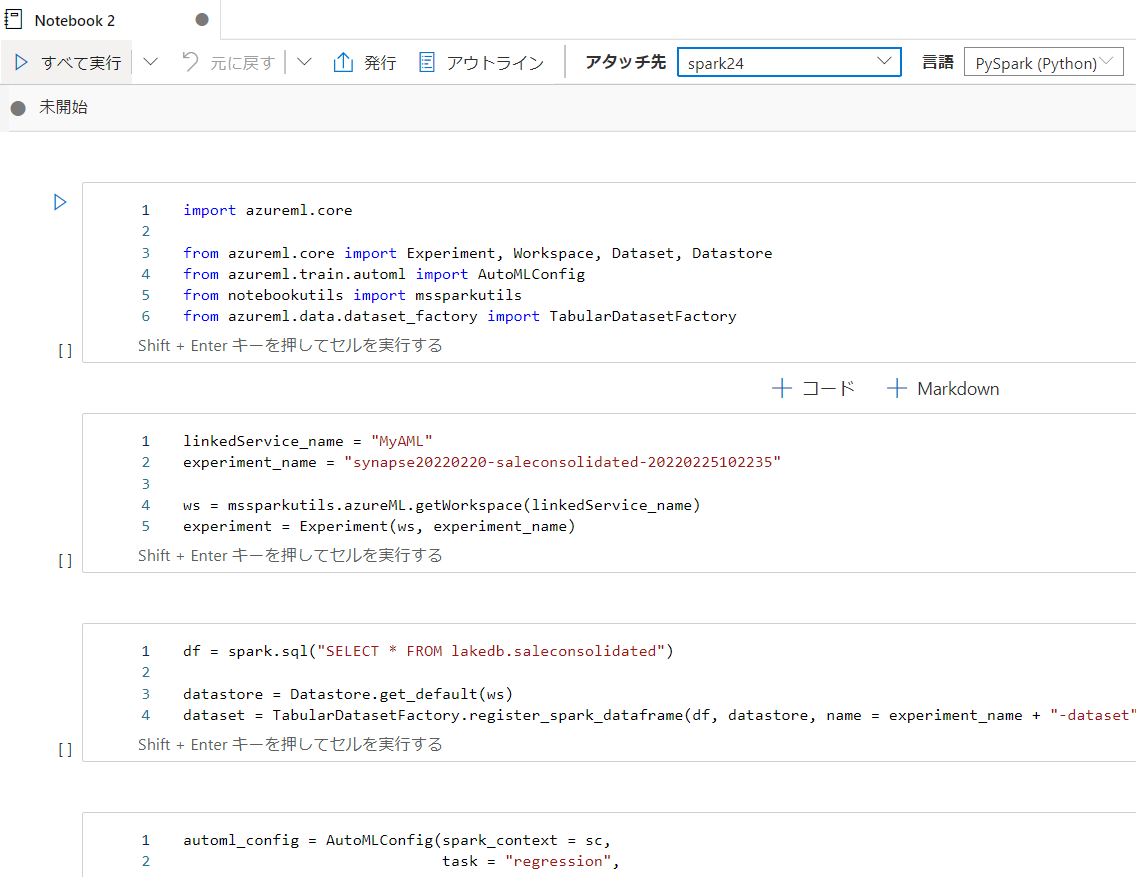 Notebook 2
すべて実行 元に戻す 発行 アウトライン アタッチ先 spark24 言語 PySpark (Python)
未開始
1 import azureml.core
2
3 from azureml.core import Experiment, Workspace, Dataset, Datastore
4 from azureml.train.automl import AutoMLConfig
5 from notebookutils import mssparkutils
6 from azureml.data.dataset_factory import TabularDatasetFactory
Shift + Enter キーを押してセルを実行する
[ ]
コード Markdown
1 linkedService_name = "MyAML"
2 experiment_name = "synapse20220220-saleconsolidated-20220225102235"
3
4 ws = mssparkutils.azureML.getWorkspace(linkedService_name)
5 experiment = Experiment(ws, experiment_name)
Shift + Enter キーを押してセルを実行する
[ ]
1 df = spark.sql("SELECT * FROM lakedb.saleconsolidated")
2
3 datastore = Datastore.get_default(ws)
4 dataset = TabularDatasetFactory.register_spark_dataframe(df, datastore, name = experiment_name + "-dataset"
Shift + Enter キーを押してセルを実行する
[ ]
1 automl_config = AutoMLConfig(spark_context = sc,
2 task = "regression",